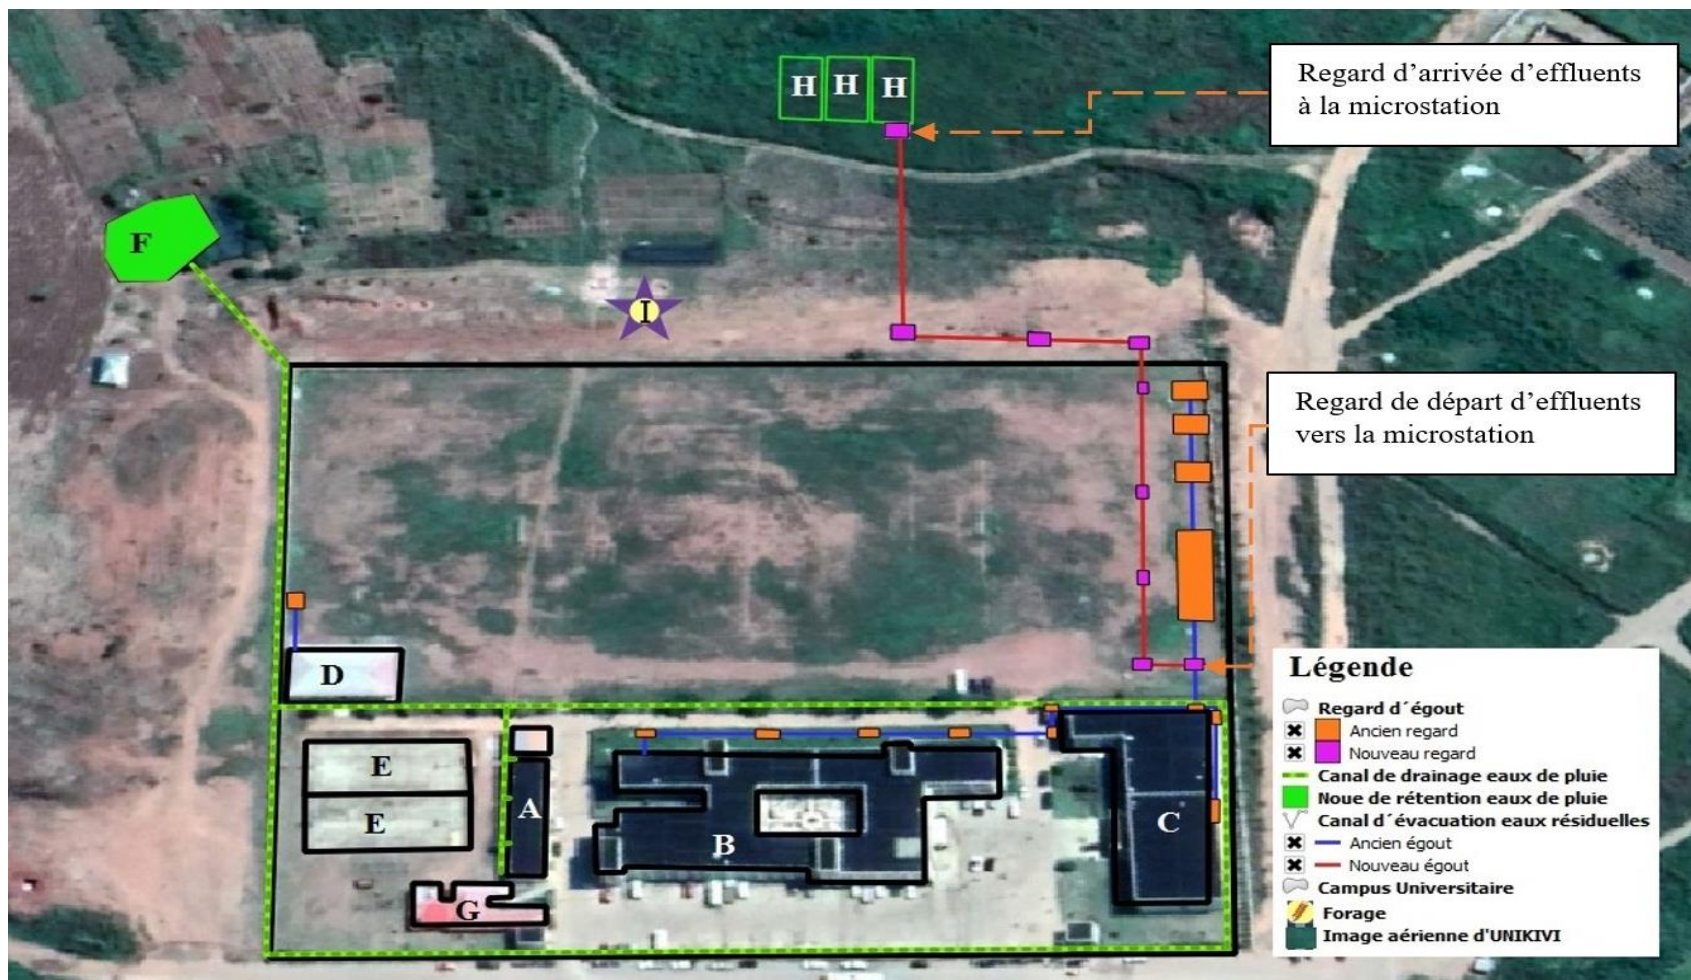 H H H
Regard d’arrivée d’effluents
à la microstation
F
I
Regard de départ d’effluents
vers la microstation
D
E
E
A
B
C
G
Légende
Regard d´égout
Ancien regard
Nouveau regard
Canal de drainage eaux de pluie
Noue de rétention eaux de pluie
Canal d´évacuation eaux résiduelles
Ancien égout
Nouveau égout
Campus Universitaire
Forage
Image aérienne d'UNIKIVI